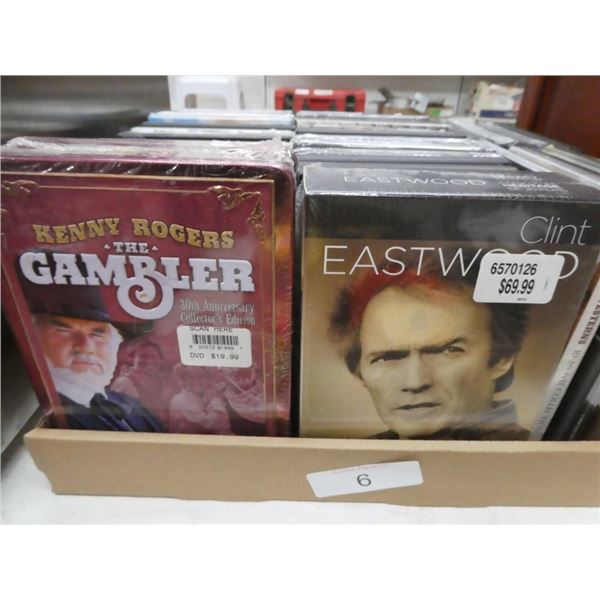 KENNY ROGERS
·THE·
GAMBLER
30th Anniversary
Collector's Edition
SCAN HERE
DVD $19.99
EASTWOOD
Clint
EASTWOOD
6570126
$69.99
6